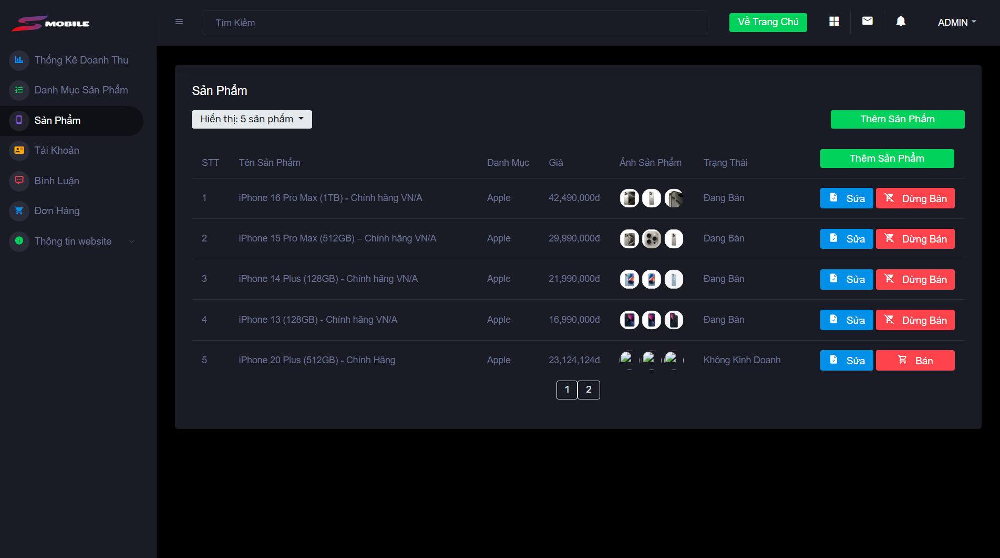 S MOBILE
Tìm Kiếm
Về Trang Chủ
ADMIN
Thống Kê Doanh Thu
Danh Mục Sản Phẩm
Sản Phẩm
Tài Khoản
Bình Luận
Đơn Hàng
Thông tin website
Sản Phẩm
Hiển thị: 5 sản phẩm
Thêm Sản Phẩm
STT Tên Sản Phẩm Danh Mục Giá Ảnh Sản Phẩm Trạng Thái Thêm Sản Phẩm
1 iPhone 16 Pro Max (1TB) - Chính hãng VN/A Apple 42,490,000đ Đang Bán Sửa Dừng Bán
2 iPhone 15 Pro Max (512GB) – Chính hãng VN/A Apple 29,990,000đ Đang Bán Sửa Dừng Bán
3 iPhone 14 Plus (128GB) - Chính hãng VN/A Apple 21,990,000đ Đang Bán Sửa Dừng Bán
4 iPhone 13 (128GB) - Chính hãng VN/A Apple 16,990,000đ Đang Bán Sửa Dừng Bán
5 iPhone 20 Plus (512GB) - Chính Hãng Apple 23,124,124đ Không Kinh Doanh Sửa Bán
1 2